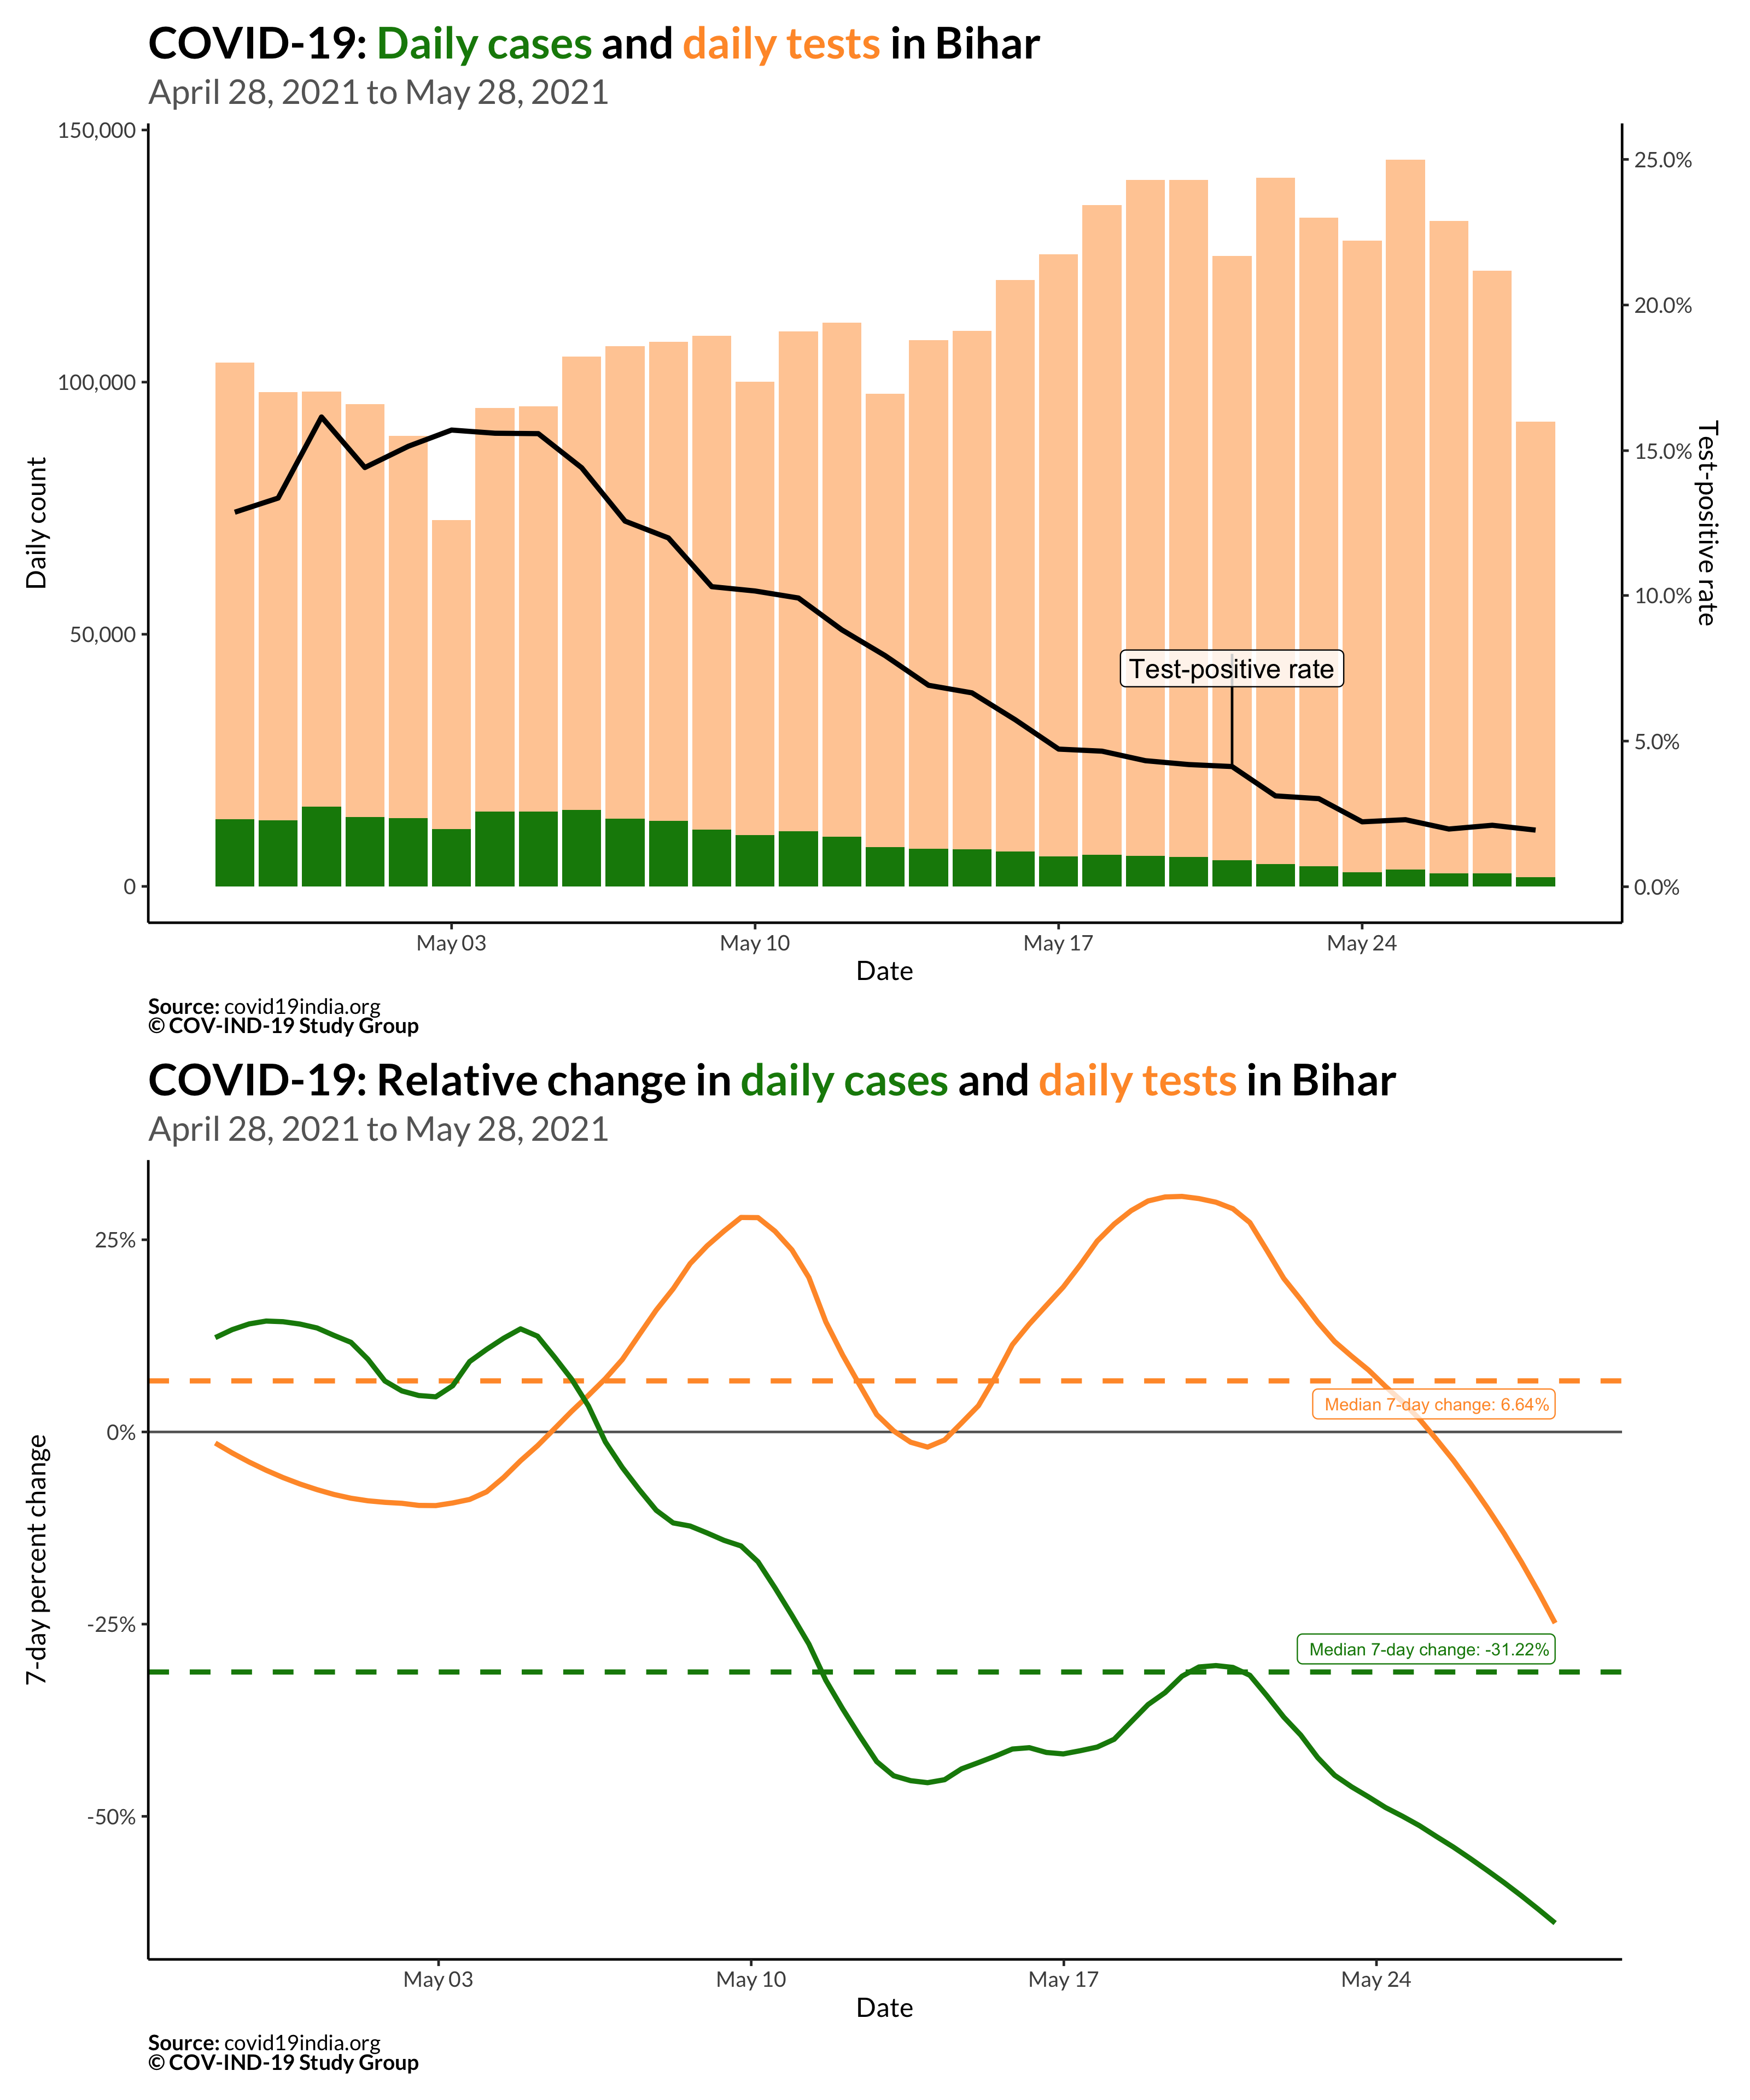 COVID-19: Daily cases and daily tests in Bihar
April 28, 2021 to May 28, 2021
150,000
100,000
50,000
0
Daily count
25.0%
20.0%
15.0%
10.0%
5.0%
0.0%
Test-positive rate
Test-positive rate
May 03
May 10
May 17
May 24
Date
Source: covid19india.org
© COV-IND-19 Study Group
COVID-19: Relative change in daily cases and daily tests in Bihar
April 28, 2021 to May 28, 2021
25%
0%
-25%
-50%
7-day percent change
Median 7-day change: 6.64%
Median 7-day change: -31.22%
May 03
May 10
May 17
May 24
Date
Source: covid19india.org
© COV-IND-19 Study Group